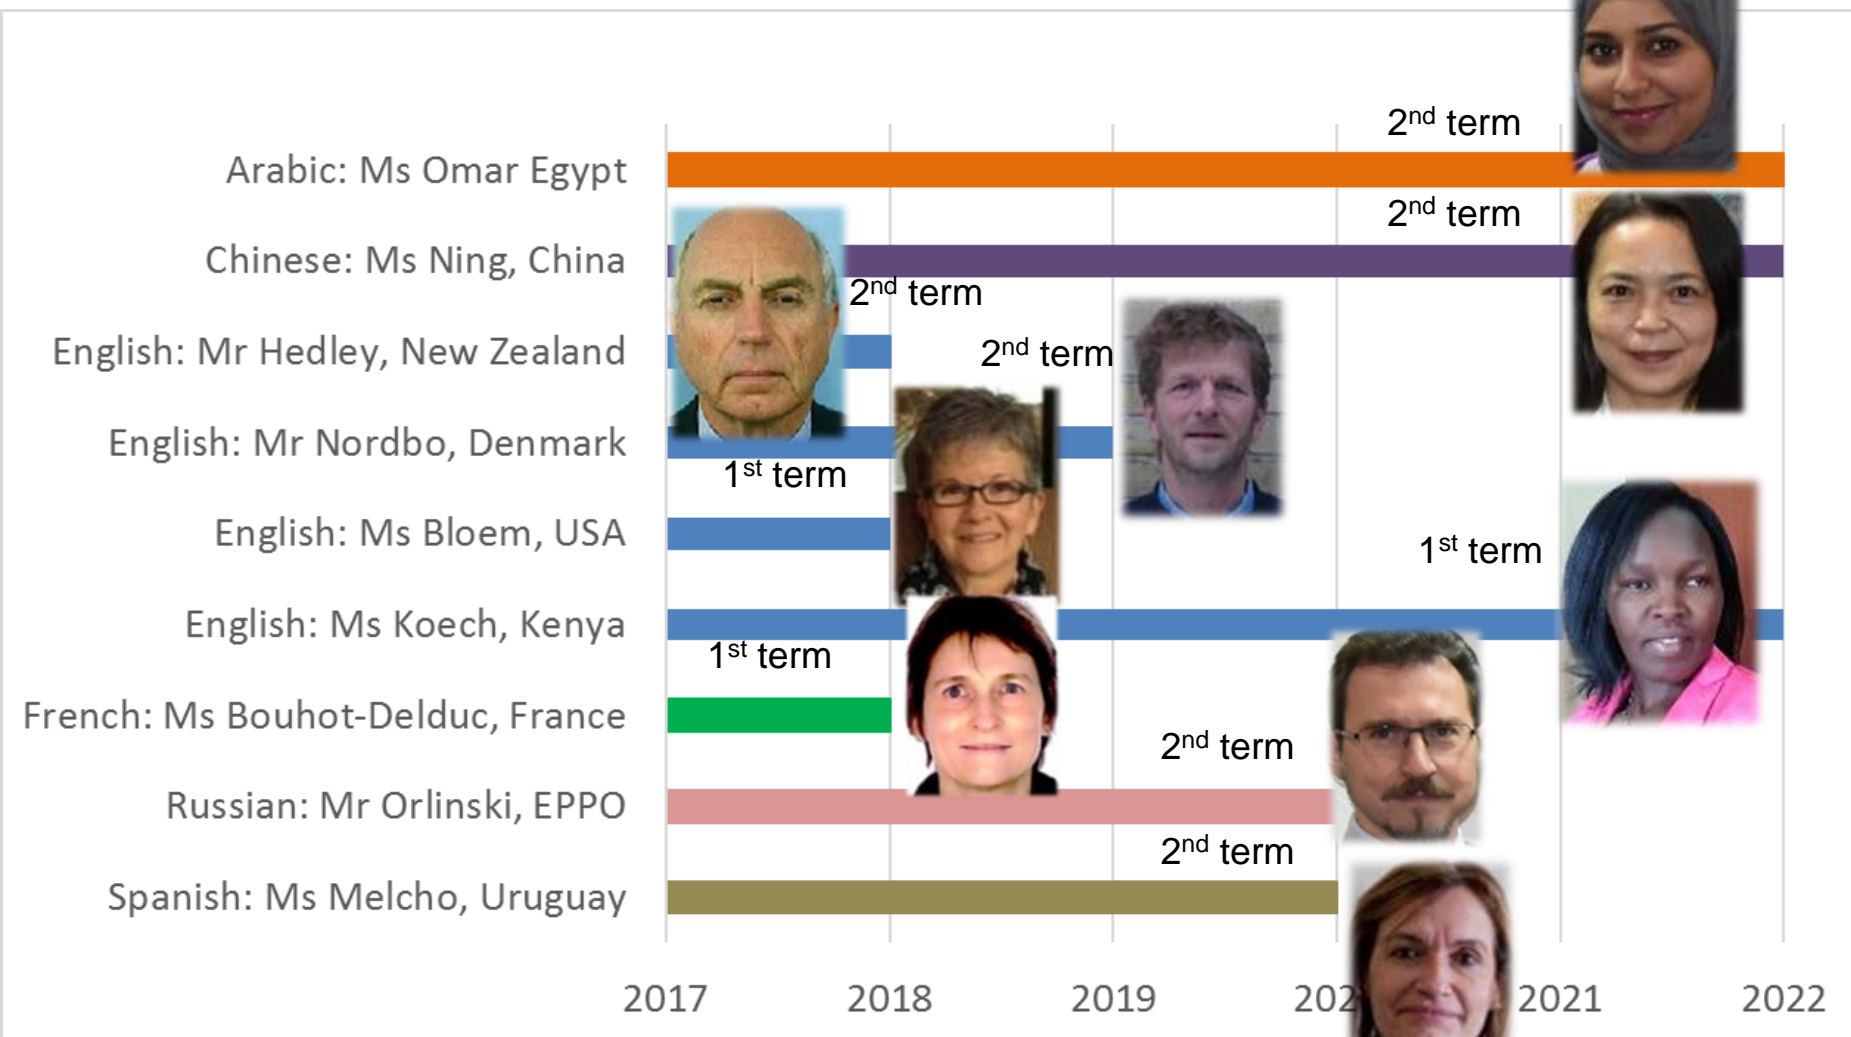 2nd term
Arabic: Ms Omar Egypt
2nd term
Chinese: Ms Ning, China
2nd term
English: Mr Hedley, New Zealand
2nd term
English: Mr Nordbo, Denmark
1st term
English: Ms Bloem, USA
1st term
English: Ms Koech, Kenya
1st term
French: Ms Bouhot-Delduc, France
2nd term
Russian: Mr Orlinski, EPPO
2nd term
Spanish: Ms Melcho, Uruguay
2017 2018 2019 202 2021 2022